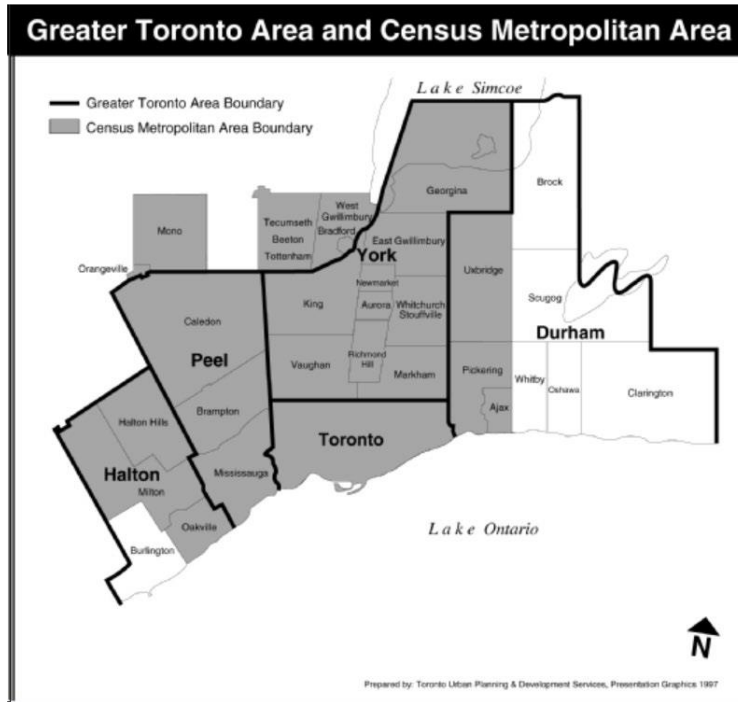 Greater Toronto Area and Census Metropolitan Area
Lake Simcoe
Greater Toronto Area Boundary
Census Metropolitan Area Boundary
Brock
Georgina
West
Gwillimbury
Bradford
Tecumseth
Beeton
Tottenham
Mono
East Gwillimbury
York
Orangeville
Uxbridge
Newmarket
Scugog
King
Aurora
Whitchurch
Stouffville
Caledon
Durham
Peel
Vaughan
Richmond
Hill
Markham
Pickering
Whitby
Oshawa
Clarington
Ajax
Brampton
Halton Hills
Toronto
Halton
Milton
Mississauga
Oakville
Burlington
Lake Ontario
N
Prepared by: Toronto Urban Planning & Development Services, Presentation Graphics 1997